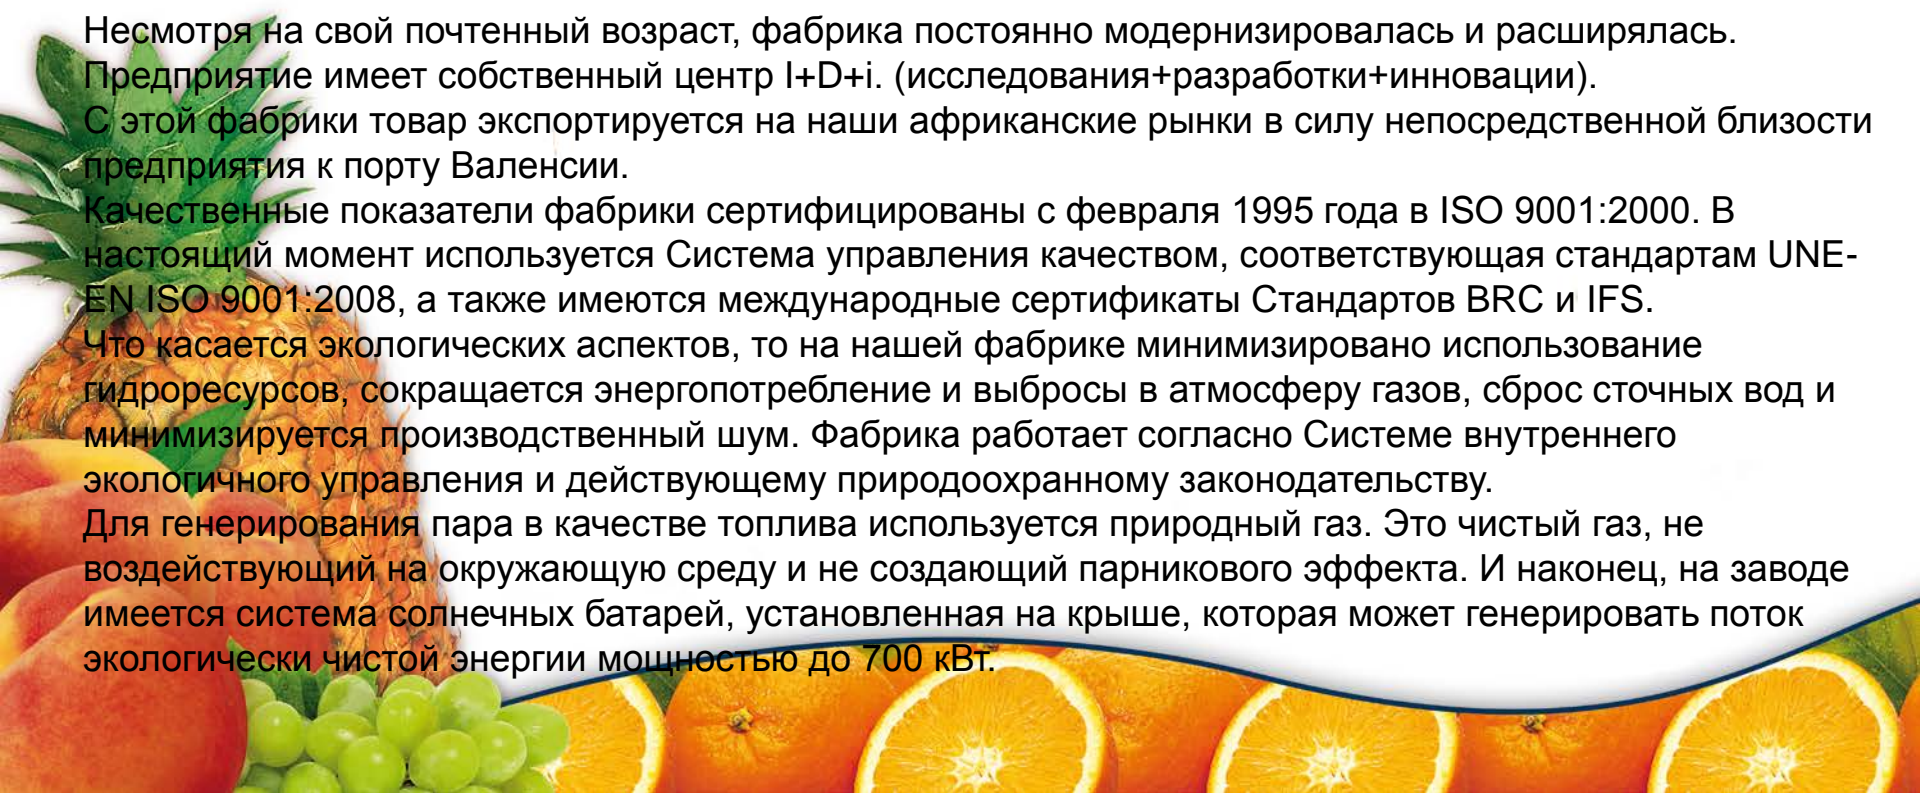 Несмотря на свой почтенный возраст, фабрика постоянно модернизировалась и расширялась.
Предприятие имеет собственный центр I+D+i. (исследования+разработки+инновации).
С этой фабрики товар экспортируется на наши африканские рынки в силу непосредственной близости
предприятия к порту Валенсии.
Качественные показатели фабрики сертифицированы с февраля 1995 года в ISO 9001:2000. В
настоящий момент используется Система управления качеством, соответствующая стандартам UNE-
EN ISO 9001:2008, а также имеются международные сертификаты Стандартов BRC и IFS.
Что касается экологических аспектов, то на нашей фабрике минимизировано использование
гидроресурсов, сокращается энергопотребление и выбросы в атмосферу газов, сброс сточных вод и
минимизируется производственный шум. Фабрика работает согласно Системе внутреннего
экологичного управления и действующему природоохранному законодательству.
Для генерирования пара в качестве топлива используется природный газ. Это чистый газ, не
воздействующий на окружающую среду и не создающий парникового эффекта. И наконец, на заводе
имеется система солнечных батарей, установленная на крыше, которая может генерировать поток
экологически чистой энергии мощностью до 700 кВт.